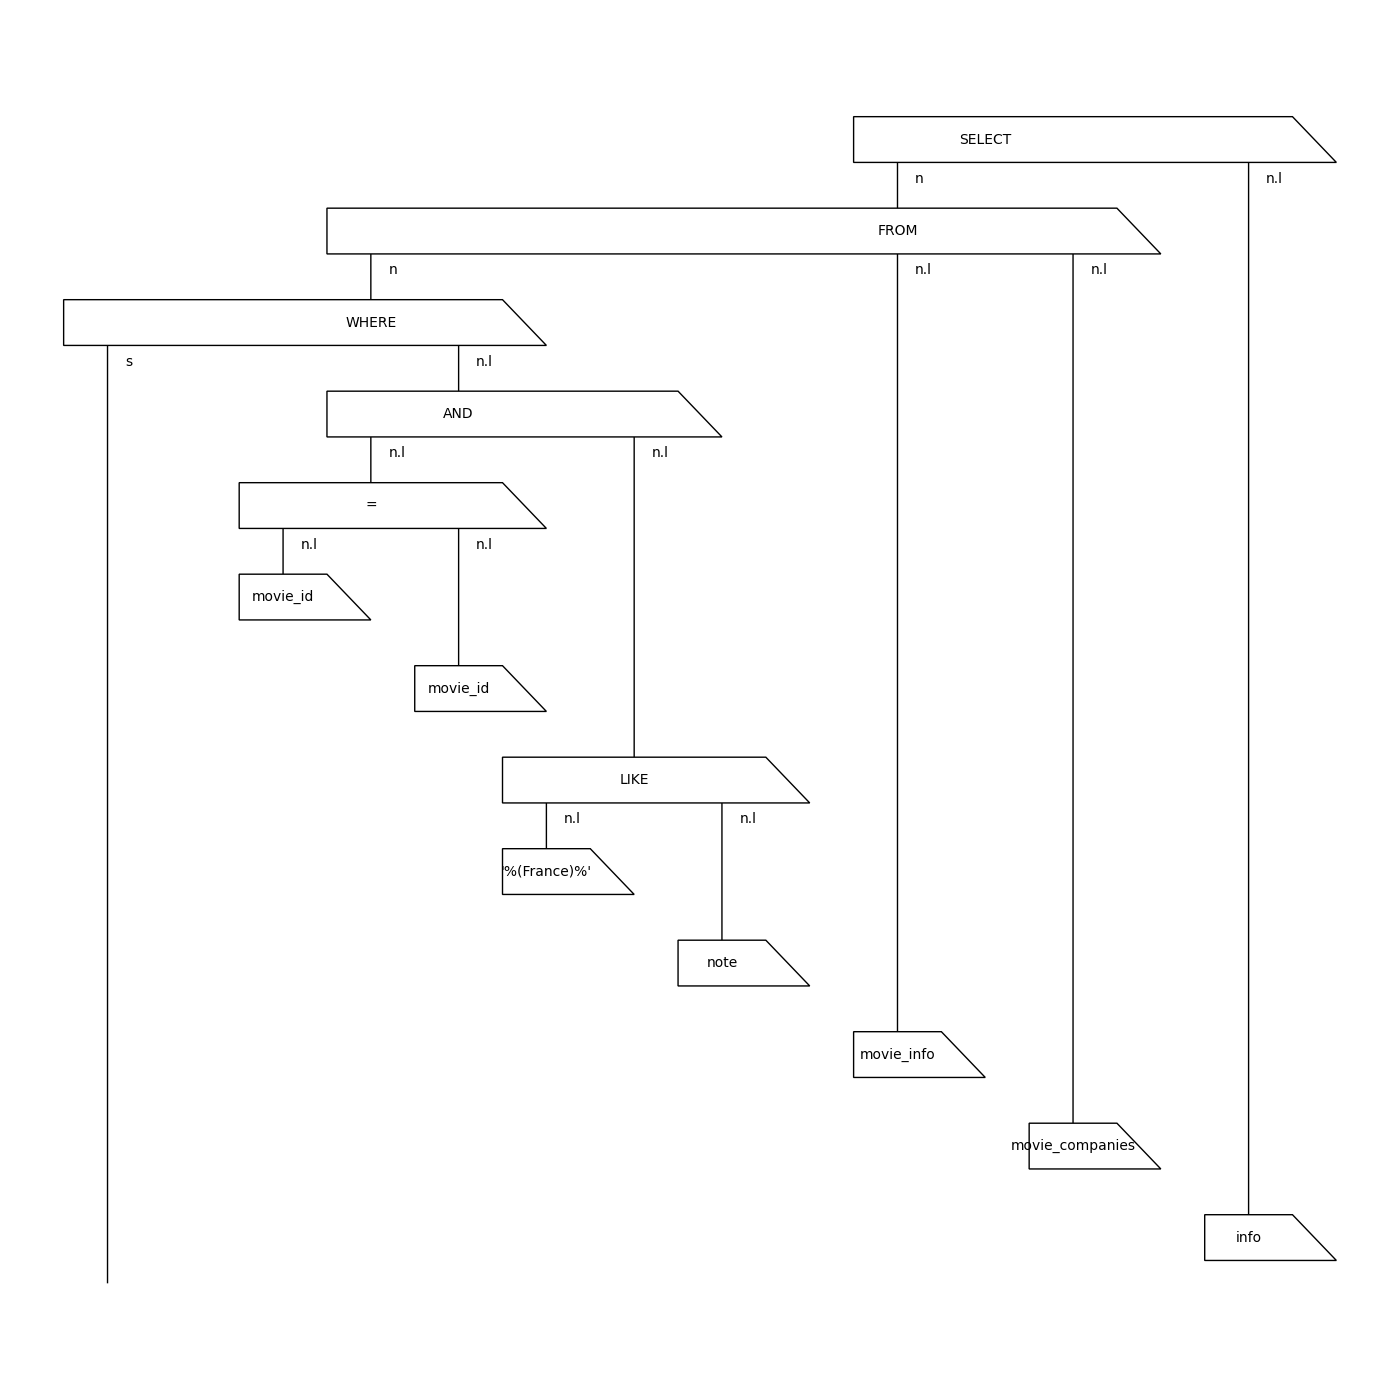 SELECT
n n.l
FROM
n n.l n.l
WHERE
s n.l
AND
n.l n.l
=
n.l n.l
movie_id
movie_id
LIKE
n.l n.l
'%(France)%'
note
movie_info
movie_companies
info